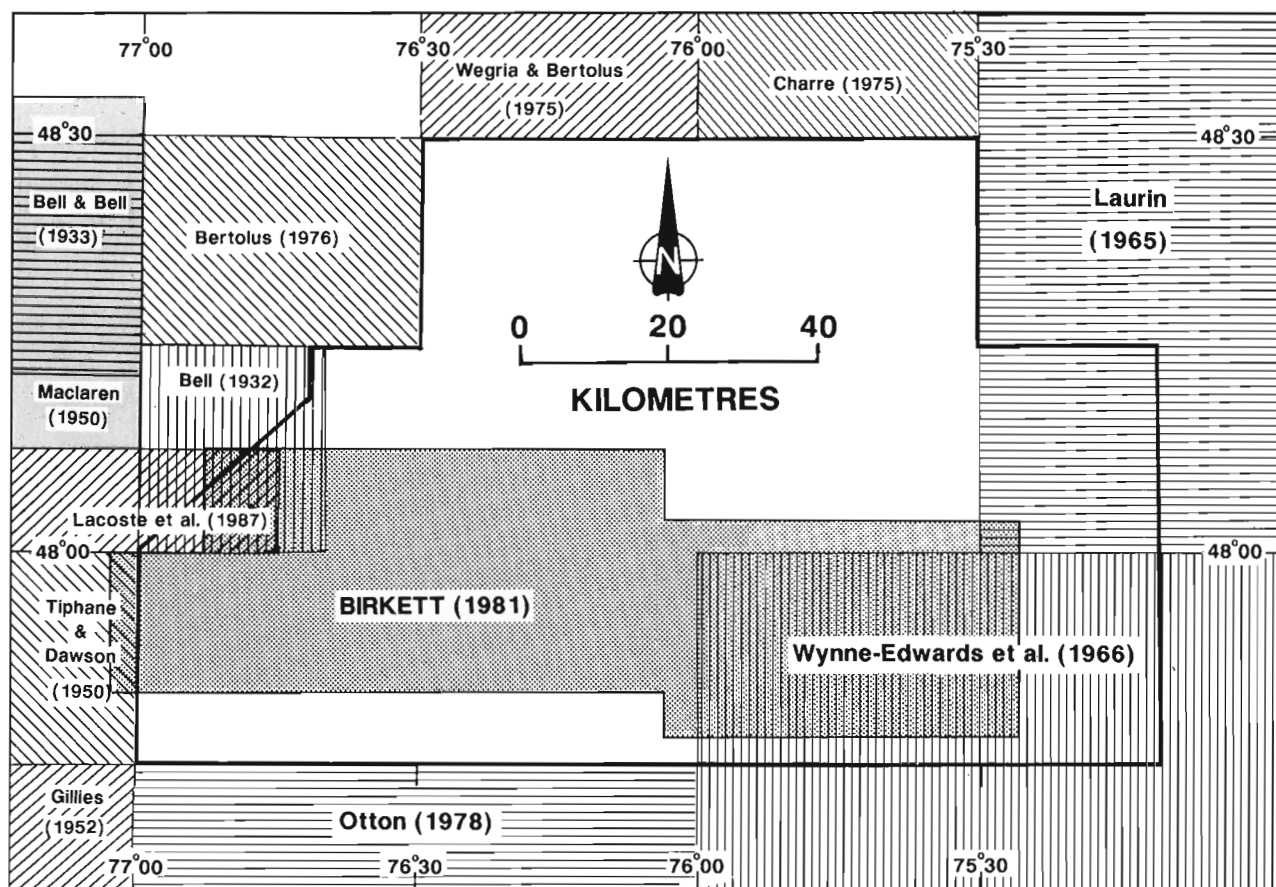 77°00
76°30
76°00
75°30
Wegria & Bertolus
(1975)
Charre (1975)
48°30
48°30
Bell & Bell
(1933)
Bertolus (1976)
Laurin
(1965)
N
0 20 40
KILOMETRES
Maclaren
(1950)
Bell (1932)
Lacoste et al. (1987)
48°00
48°00
Tiphane
&
Dawson
(1950)
BIRKETT (1981)
Wynne-Edwards et al. (1966)
Gillies
(1952)
Otton (1978)
77°00
76°30
76°00
75°30